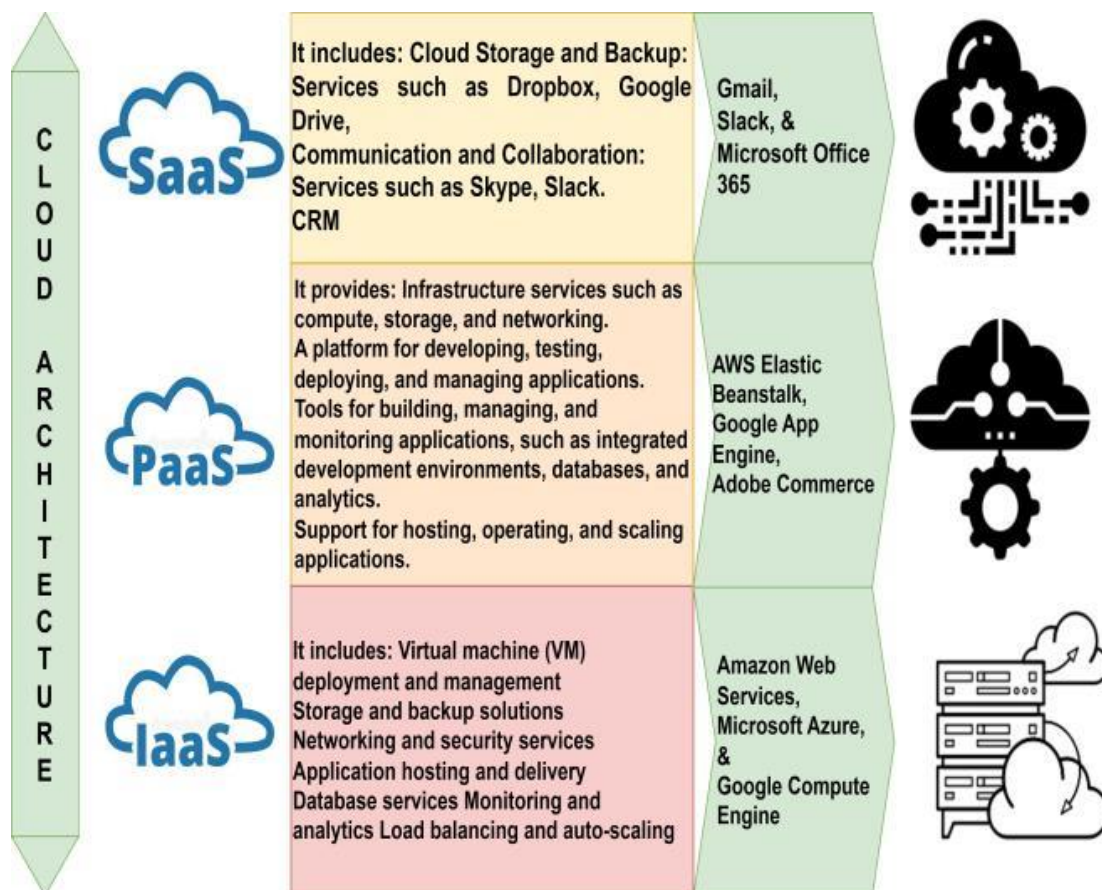 CLOUD ARCHITECTURE
SaaS
It includes: Cloud Storage and Backup:
Services such as Dropbox, Google
Drive,
Communication and Collaboration:
Services such as Skype, Slack.
CRM
Gmail,
Slack, &
Microsoft Office
365
PaaS
It provides: Infrastructure services such as
compute, storage, and networking.
A platform for developing, testing,
deploying, and managing applications.
Tools for building, managing, and
monitoring applications, such as integrated
development environments, databases, and
analytics.
Support for hosting, operating, and scaling
applications.
AWS Elastic
Beanstalk,
Google App
Engine,
Adobe Commerce
IaaS
It includes: Virtual machine (VM)
deployment and management
Storage and backup solutions
Networking and security services
Application hosting and delivery
Database services Monitoring and
analytics Load balancing and auto-scaling
Amazon Web
Services,
Microsoft Azure,
&
Google Compute
Engine